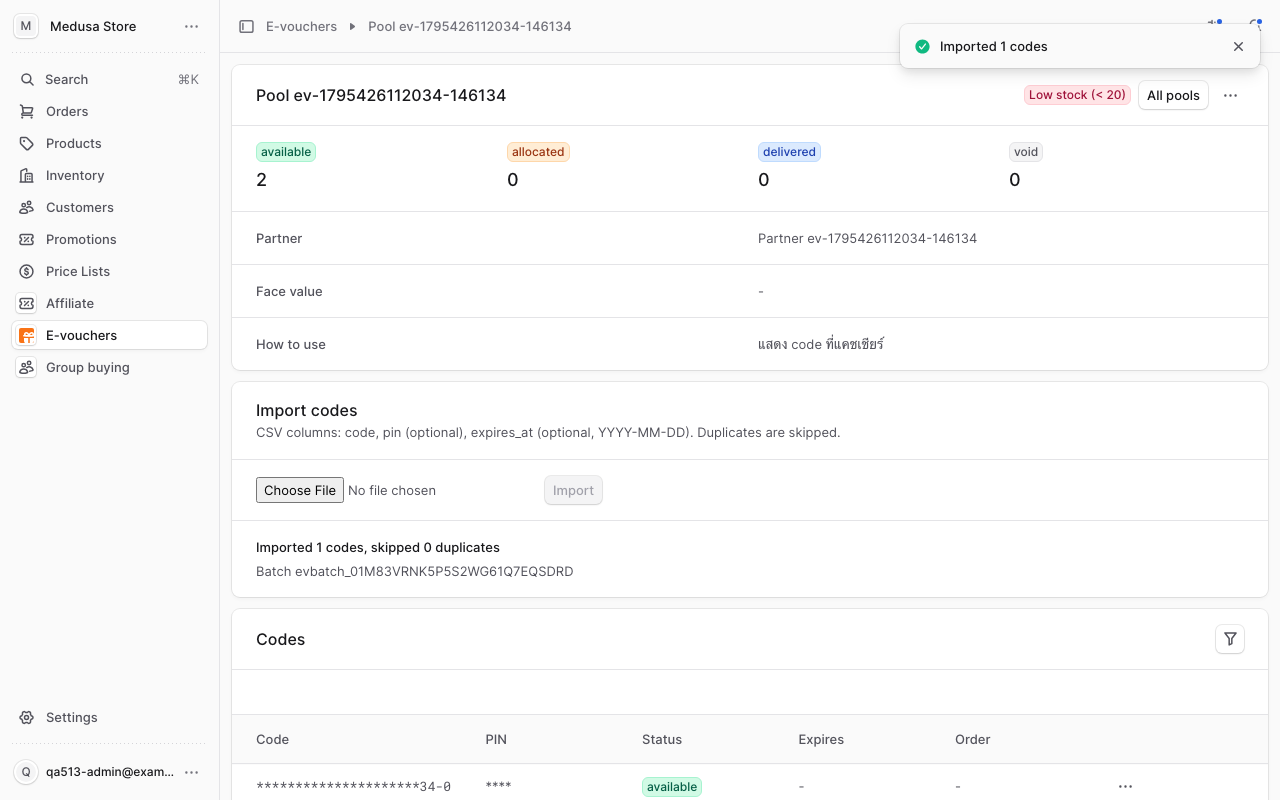 M Medusa Store
E-vouchers Pool ev-1795426112034-146134
Imported 1 codes
Search ⌘K
Orders
Products
Inventory
Customers
Promotions
Price Lists
Affiliate
E-vouchers
Group buying
Settings
Q qa513-admin@exam...
Pool ev-1795426112034-146134
Low stock (< 20) All pools
available allocated delivered void
2 0 0 0
Partner Partner ev-1795426112034-146134
Face value -
How to use แสดง code ที่แคชเชียร์
Import codes
CSV columns: code, pin (optional), expires_at (optional, YYYY-MM-DD). Duplicates are skipped.
Choose File No file chosen Import
Imported 1 codes, skipped 0 duplicates
Batch evbatch_01M83VRNK5P5S2WG61Q7EQSDRD
Codes
Code PIN Status Expires Order
*********************34-0 **** available - -